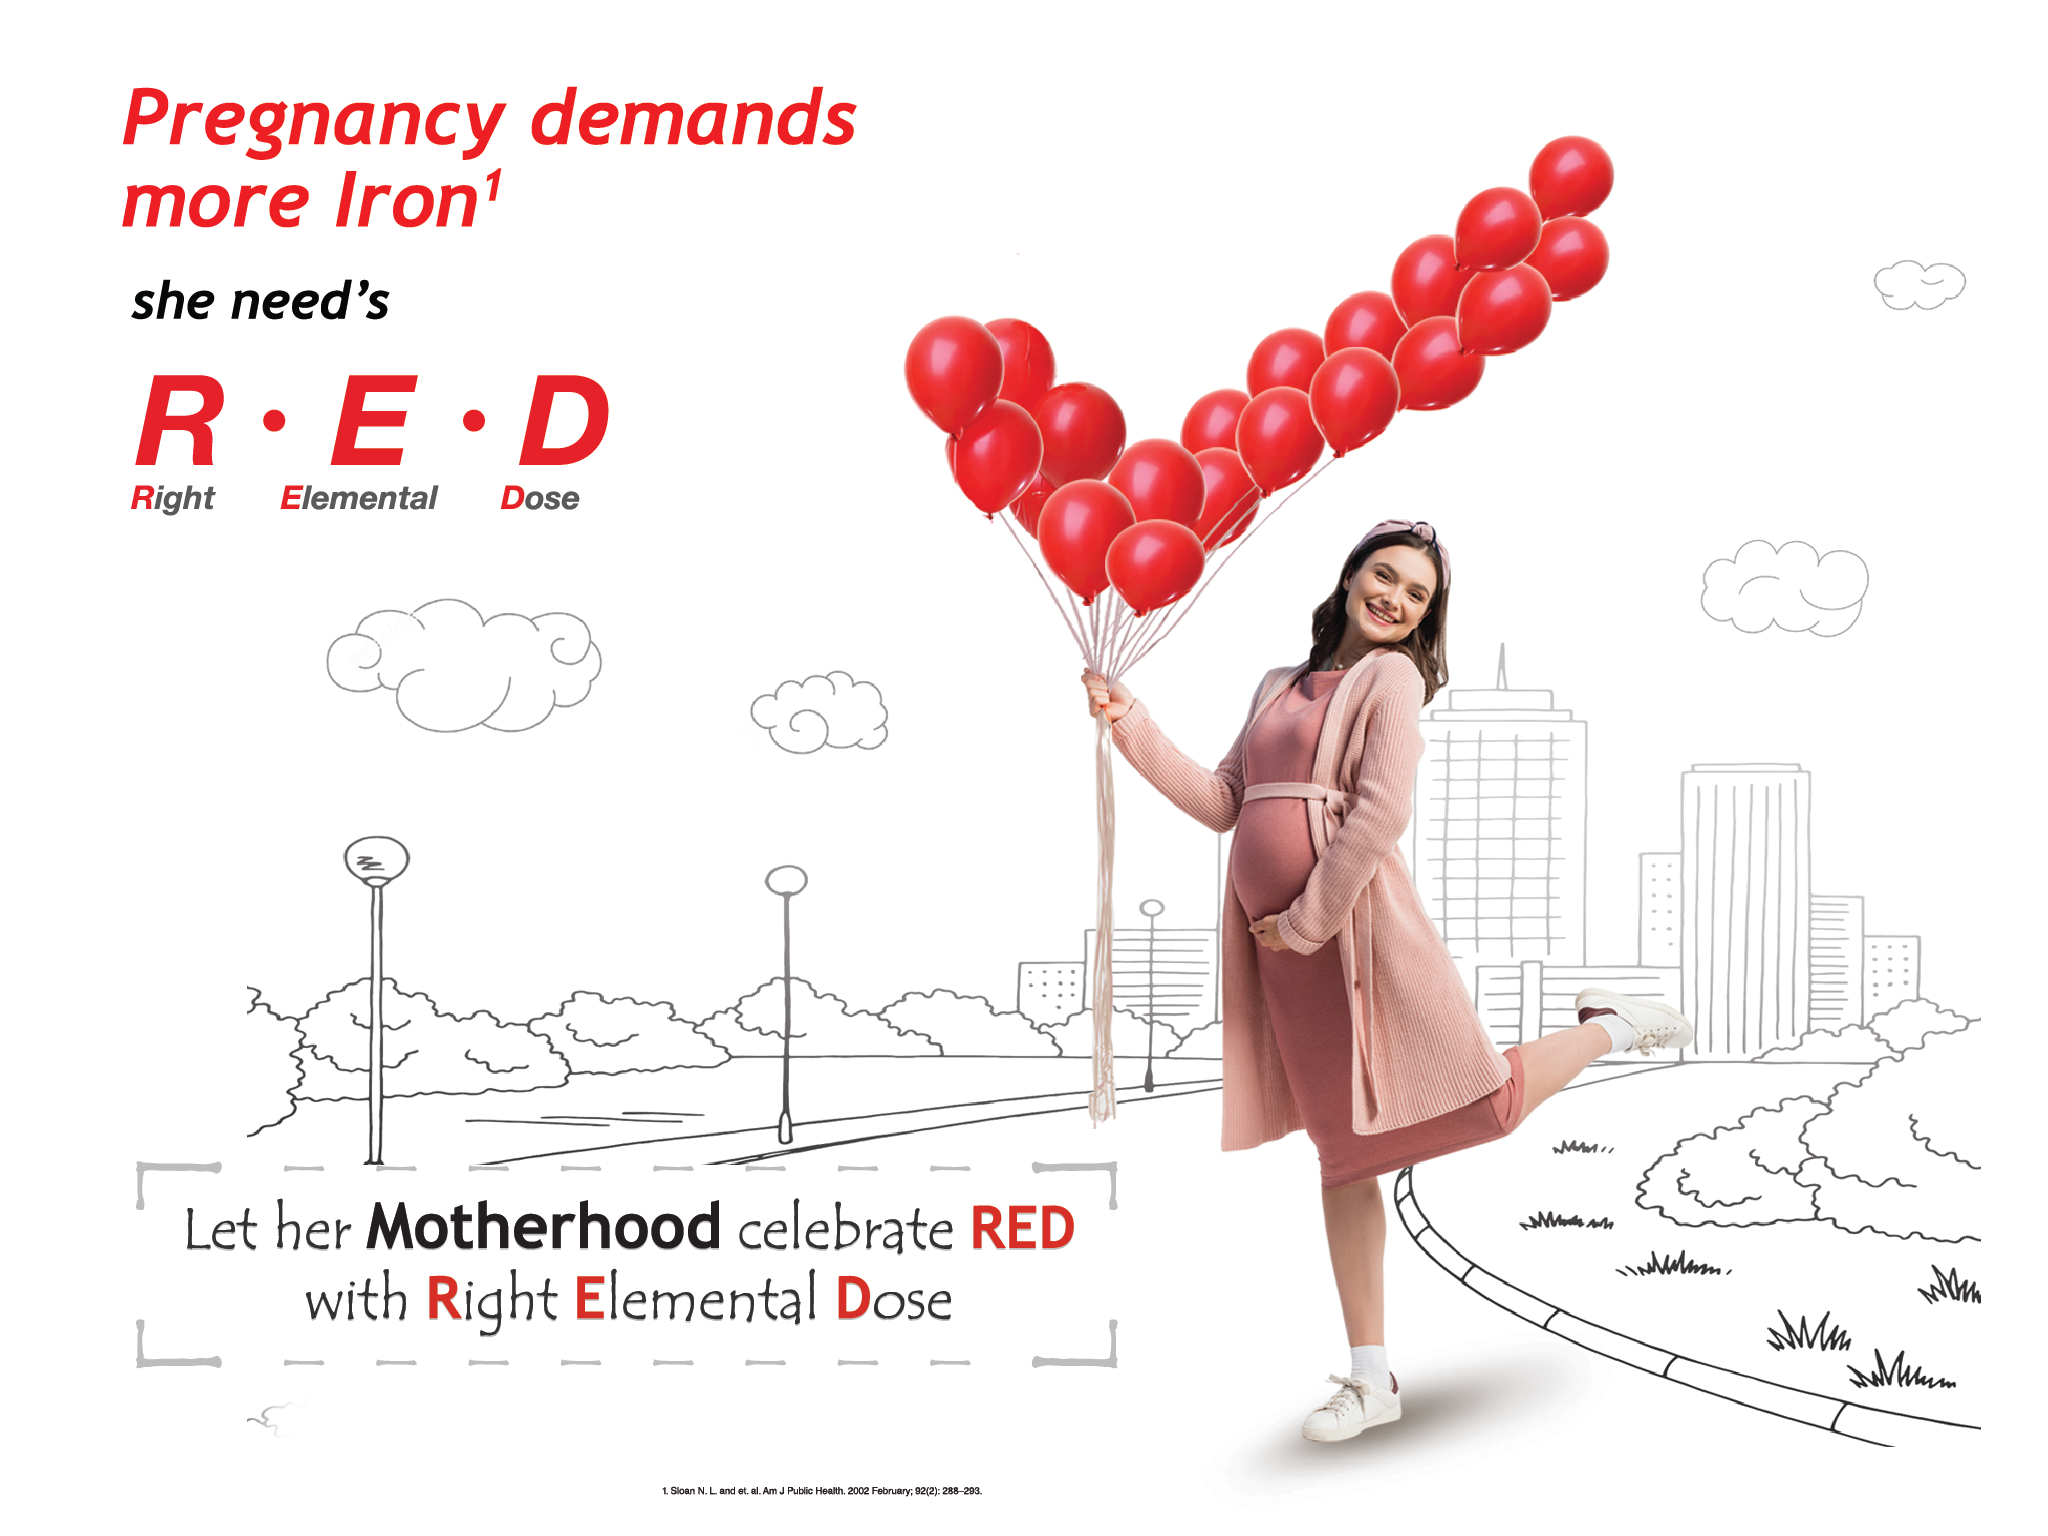 Pregnancy demands
more Iron¹
she need's
R • E • D
Right Elemental Dose
Let her Motherhood celebrate RED
with Right Elemental Dose
1. Sloan N. L. and et. al. Am J Public Health. 2002 February; 92(2): 288–293.